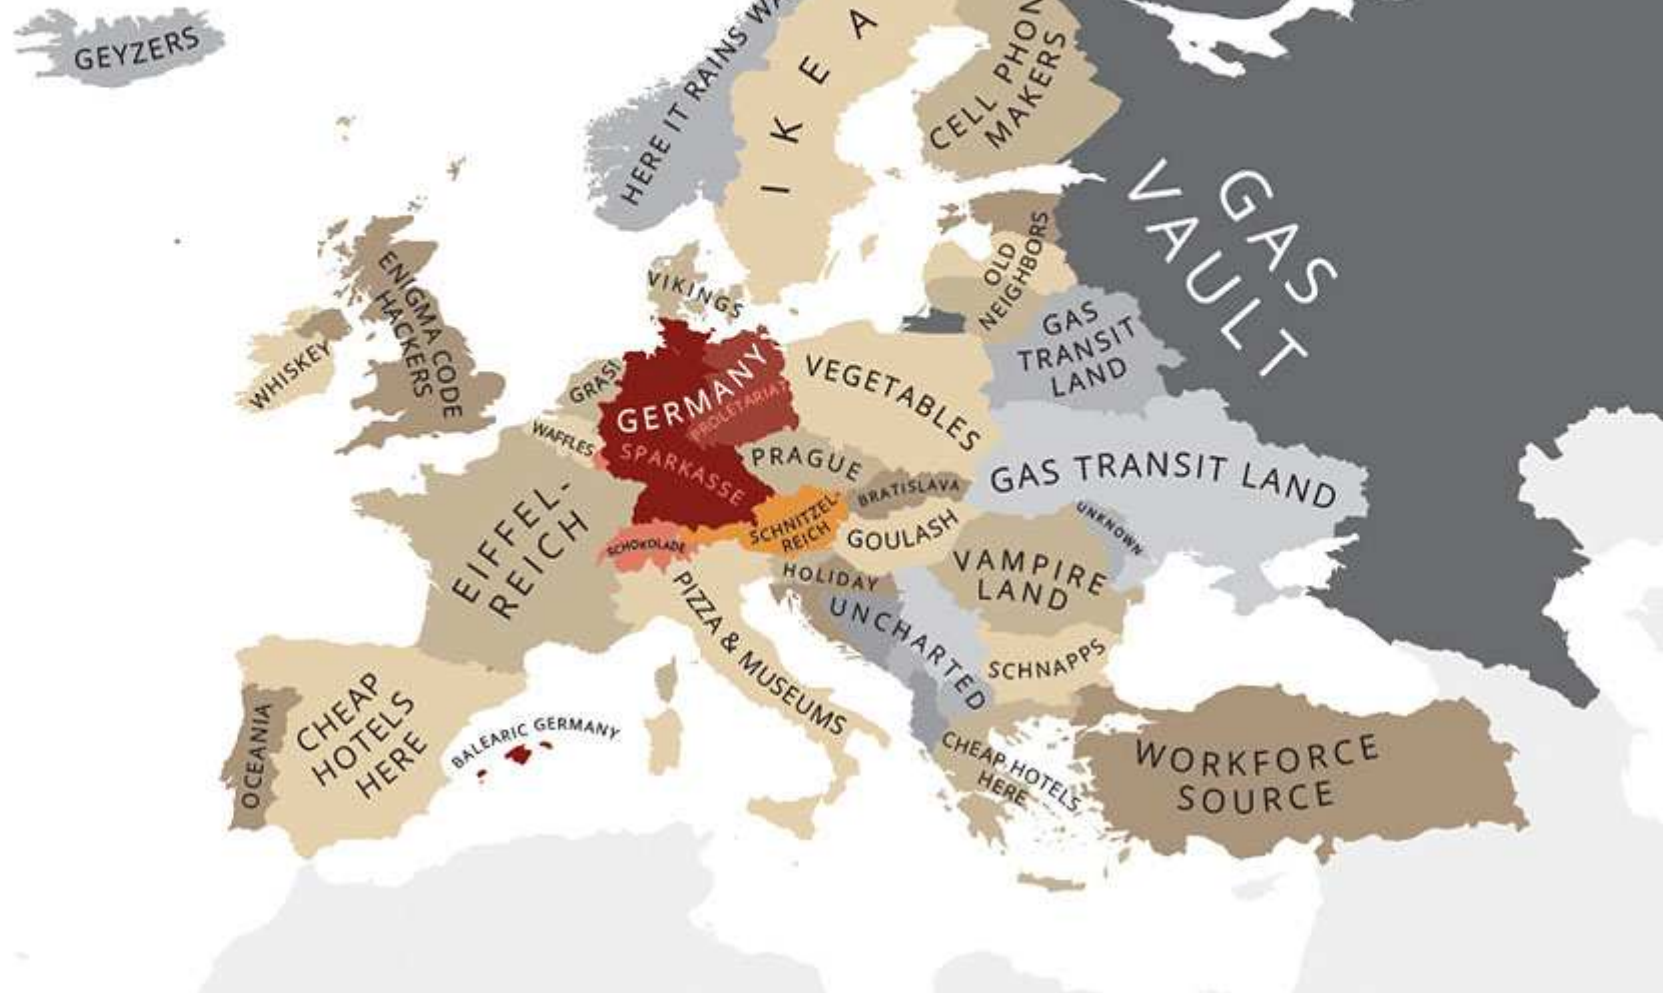 GEYZERS
HERE IT RAINS
IKEA
CELL
MAKERS
GAS
VAULT
OLD
NEIGHBORS
ENIGMA CODE
HACKERS
WHISKEY
VIKINGS
GRAS!
GERMANY
PROLETARIAT
SPARKASSE
WAFFLES
VEGETABLES
GAS
TRANSIT
LAND
PRAGUE
BRATISLAVA
GAS TRANSIT LAND
UNKNOWN
EIFFEL-
REICH
SCHOKOLADE
SCHNITZEL-
REICH
GOULASH
HOLIDAY
VAMPIRE
LAND
UNCHARTED
PIZZA & MUSEUMS
SCHNAPPS
OCEANIA
CHEAP
HOTELS
HERE
BALEARIC GERMANY
CHEAP HOTELS
HERE
WORKFORCE
SOURCE